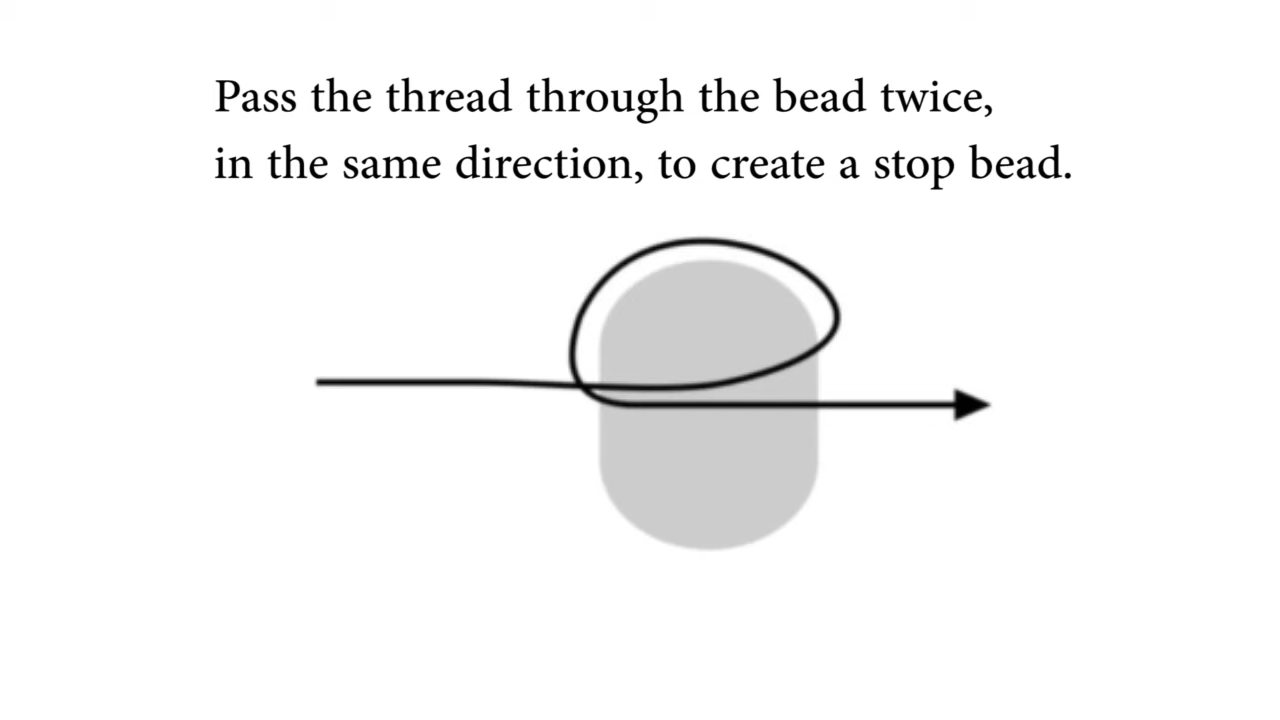 Pass the thread through the bead twice,
in the same direction, to create a stop bead.